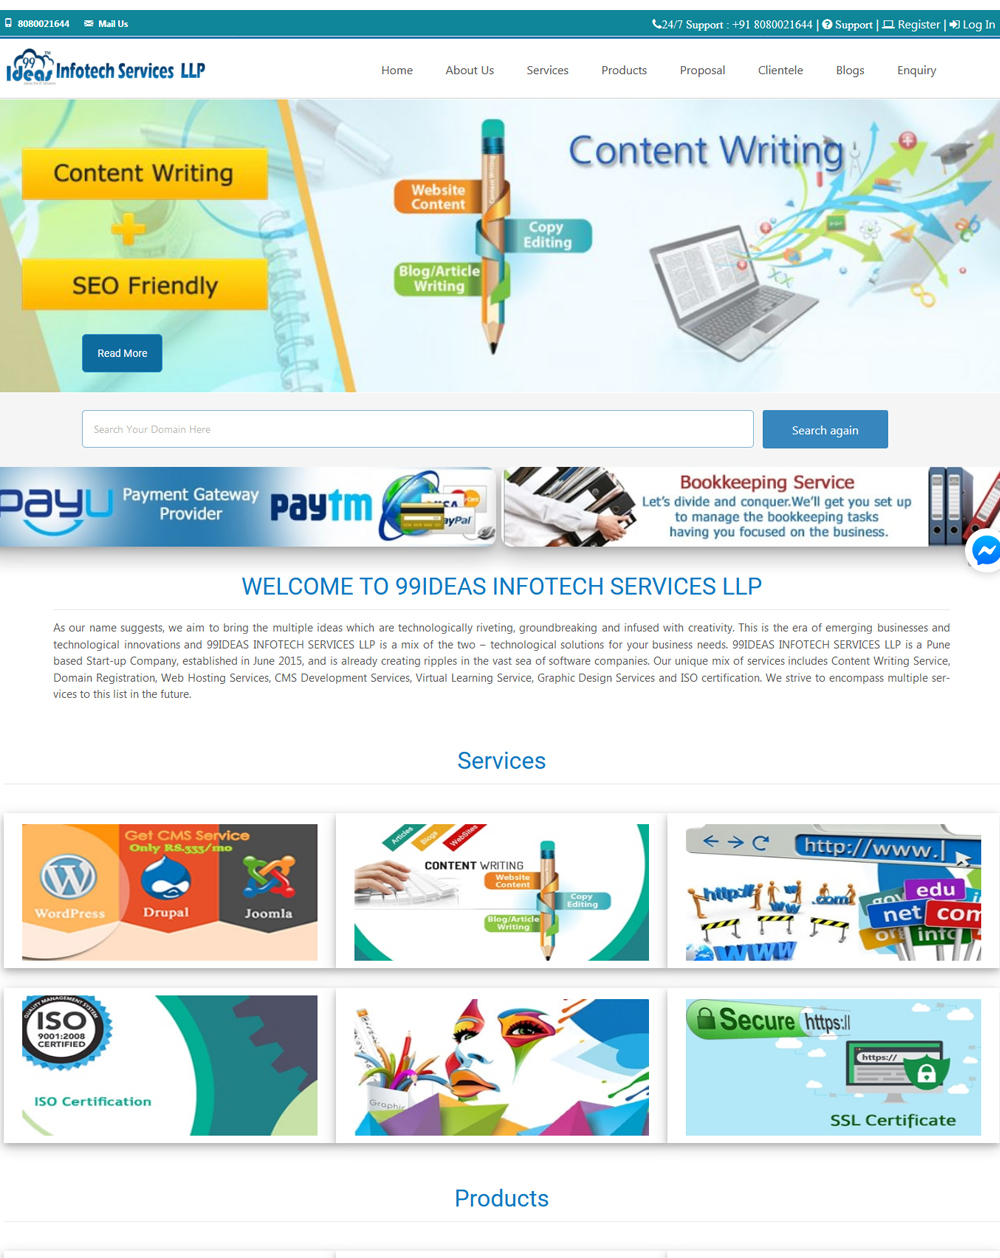 8080021644 Mail Us
24/7 Support : +91 8080021644 | Support | Register | Log In
99 Ideas TM Infotech Services LLP
Home About Us Services Products Proposal Clientele Blogs Enquiry
Content Writing
SEO Friendly
Read More
Website
Content
Copy
Editing
Blog/Article
Writing
Content Writing
Content Writing
Search Your Domain Here
Search again
payU
Payment Gateway
Provider
paytm
VISA
PayPal
Bookkeeping Service
Let's divide and conquer.We'll get you set up
to manage the bookkeeping tasks
having you focused on the business.
WELCOME TO 99IDEAS INFOTECH SERVICES LLP
As our name suggests, we aim to bring the multiple ideas which are technologically riveting, groundbreaking and infused with creativity. This is the era of emerging businesses and
technological innovations and 99IDEAS INFOTECH SERVICES LLP is a mix of the two – technological solutions for your business needs. 99IDEAS INFOTECH SERVICES LLP is a Pune
based Start-up Company, established in June 2015, and is already creating ripples in the vast sea of software companies. Our unique mix of services includes Content Writing Service,
Domain Registration, Web Hosting Services, CMS Development Services, Virtual Learning Service, Graphic Design Services and ISO certification. We strive to encompass multiple ser-
vices to this list in the future.
Services
Get CMS Service
Only RS.333/mo
WordPress
Drupal
Joomla
Articles
Blogs
WebSites
CONTENT WRITING
Website
Content
Copy
Editing
Blog/Article
Writing
http://www.
http://
www
.com
edu
gov
net
com
org
info
www
QUALITY MANAGEMENT SYSTEM
ISO
9001:2008
CERTIFIED
ISO Certification
Graphic
Secure https://
https://
SSL Certificate
Products